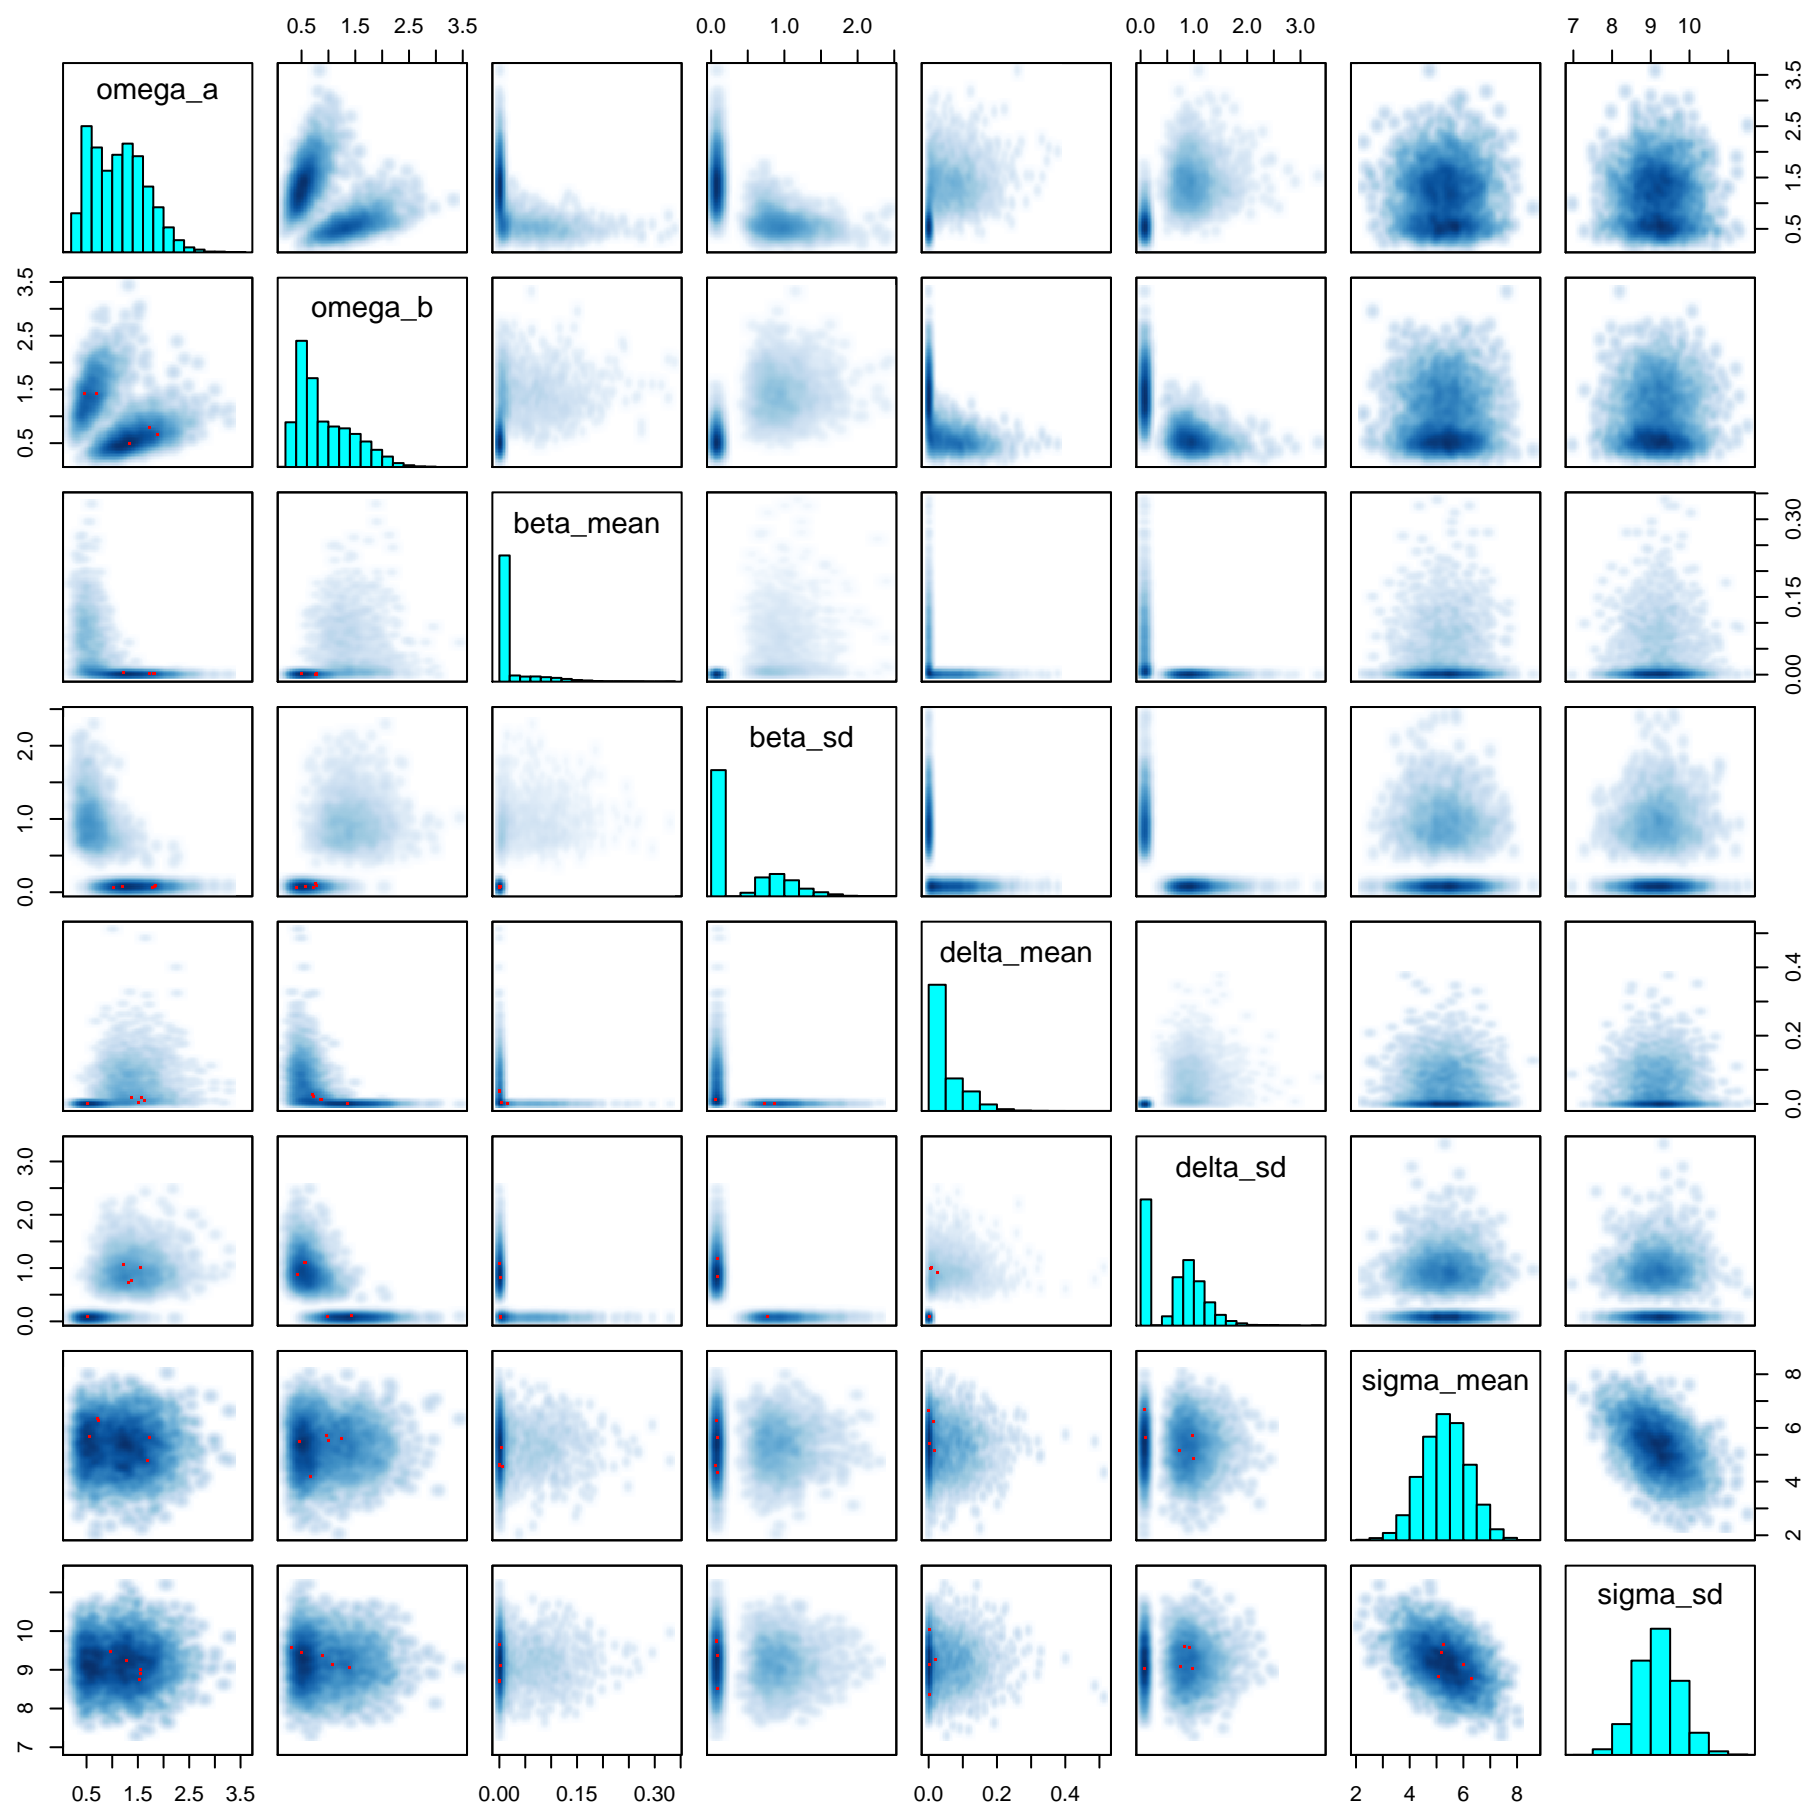 0.5 1.5 2.5 3.5 0.0 1.0 2.0 0.0 1.0 2.0 3.0 7 8 9 10
omega_a
0.5 1.5 2.5 3.5
omega_b
0.5 1.5 2.5 3.5
beta_mean
0.00 0.15 0.30
beta_sd
0.0 1.0 2.0
delta_mean
0.0 0.2 0.4
delta_sd
0.0 1.0 2.0 3.0
sigma_mean
2 4 6 8
sigma_sd
7 8 9 10
0.5 1.5 2.5 3.5 0.00 0.15 0.30 0.0 0.2 0.4 2 4 6 8